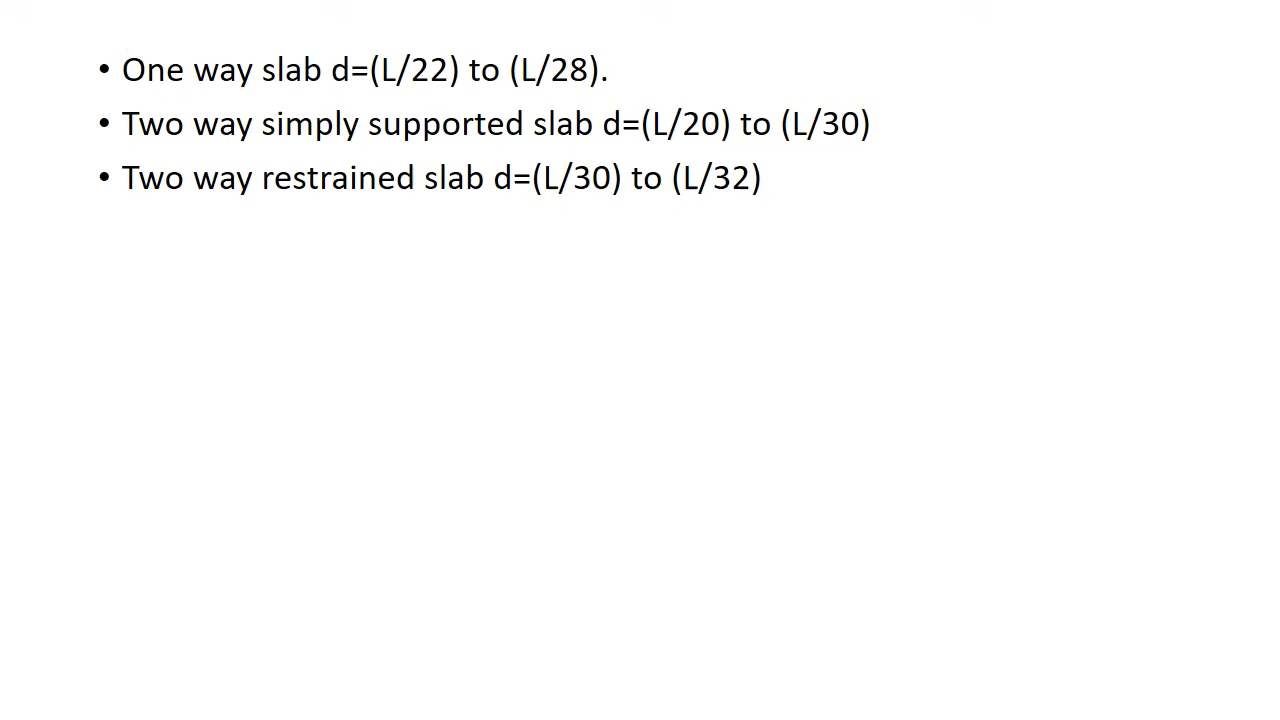 • One way slab d=(L/22) to (L/28).
• Two way simply supported slab d=(L/20) to (L/30)
• Two way restrained slab d=(L/30) to (L/32)